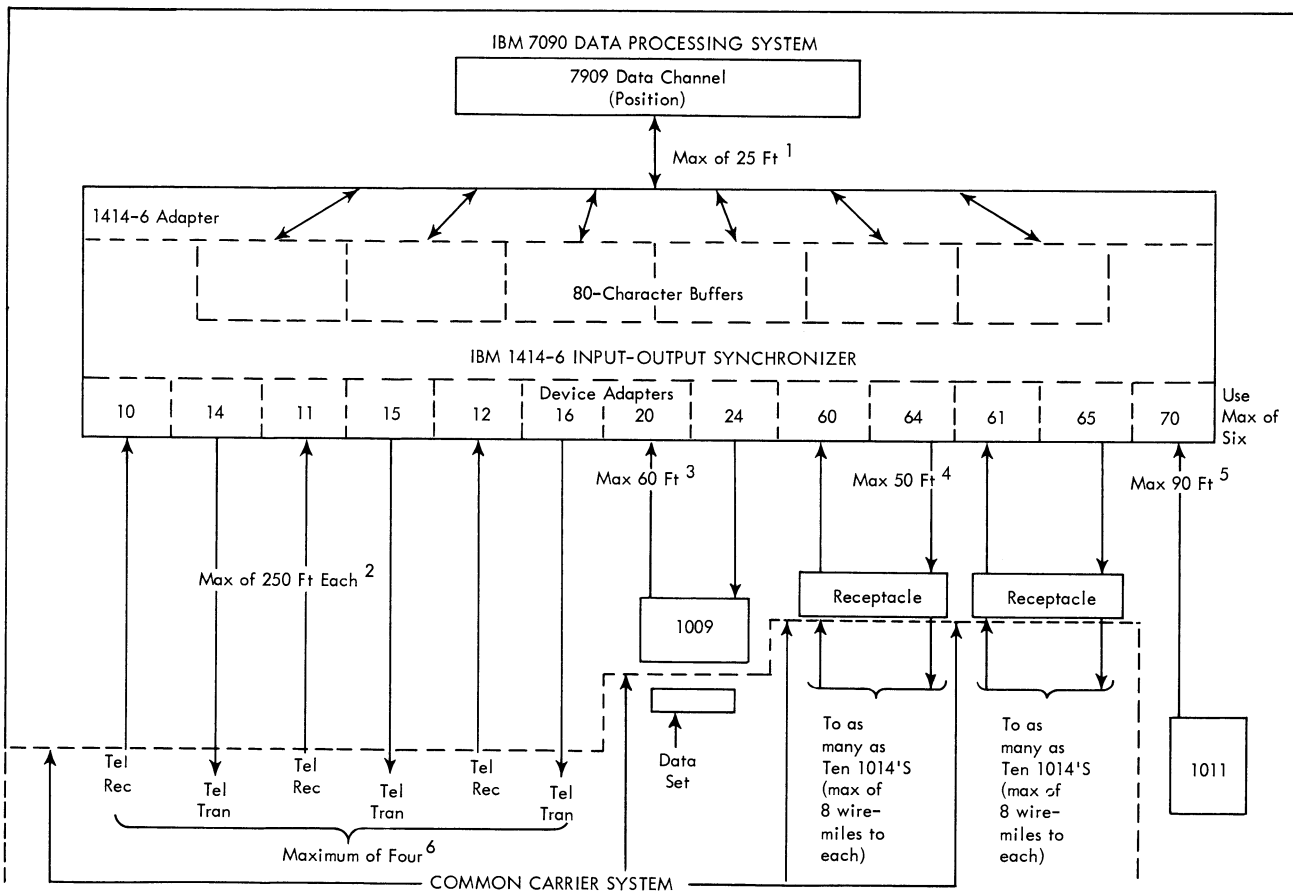 IBM 7090 DATA PROCESSING SYSTEM
7909 Data Channel
(Position)
Max of 25 Ft 1
1414-6 Adapter
80-Character Buffers
IBM 1414-6 INPUT-OUTPUT SYNCHRONIZER
Device Adapters
10 14 11 15 12 16 20 24 60 64 61 65 70
Use
Max of
Six
Max 60 Ft 3
Max 50 Ft 4
Max 90 Ft 5
Max of 250 Ft Each 2
1009
Receptacle
Receptacle
Data
Set
To as
many as
Ten 1014'S
(max of
8 wire-
miles to
each)
To as
many as
Ten 1014'S
(max of
8 wire-
miles to
each)
1011
Tel
Rec
Tel
Tran
Tel
Rec
Tel
Tran
Tel
Rec
Tel
Tran
Maximum of Four 6
COMMON CARRIER SYSTEM